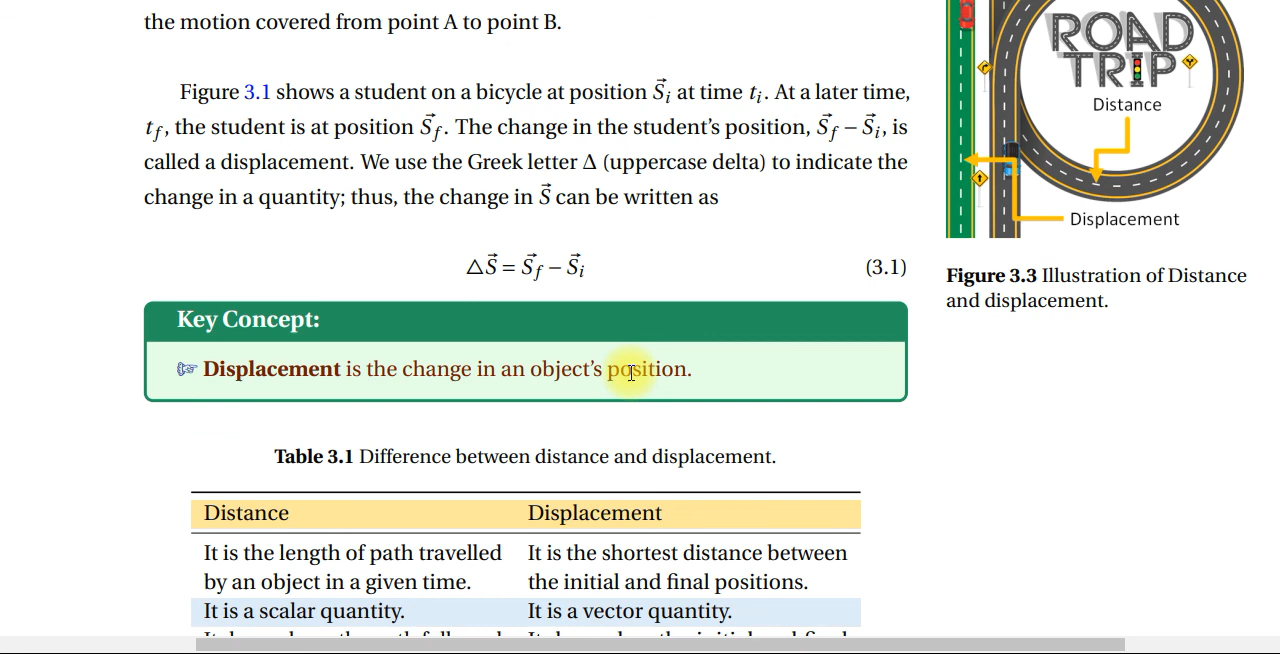 the motion covered from point A to point B.
Figure 3.1 shows a student on a bicycle at position S⃗ᵢ at time tᵢ. At a later time,
t_f, the student is at position S⃗_f. The change in the student's position, S⃗_f − S⃗ᵢ, is
called a displacement. We use the Greek letter Δ (uppercase delta) to indicate the
change in a quantity; thus, the change in S⃗ can be written as
△S⃗ = S⃗_f − S⃗ᵢ (3.1)
Key Concept:
☞ Displacement is the change in an object's position.
Table 3.1 Difference between distance and displacement.
Distance Displacement
It is the length of path travelled It is the shortest distance between
by an object in a given time. the initial and final positions.
It is a scalar quantity. It is a vector quantity.
ROAD
TRIP
Distance
Displacement
Figure 3.3 Illustration of Distance
and displacement.